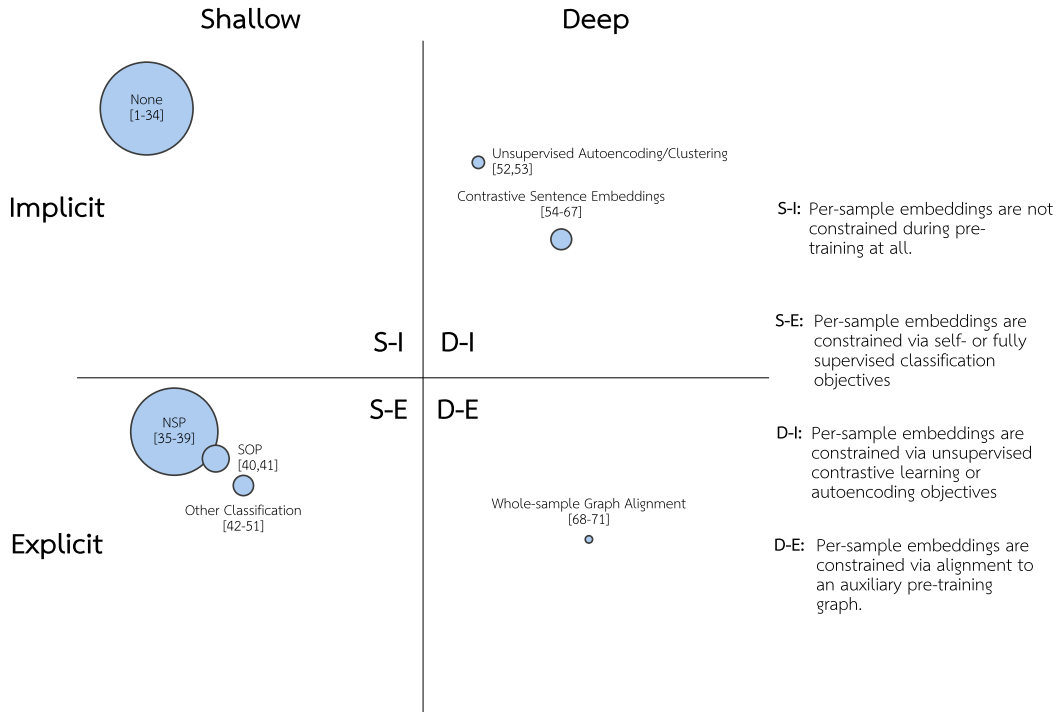 Shallow
Deep
None
[1-34]
Unsupervised Autoencoding/Clustering
[52,53]
Contrastive Sentence Embeddings
[54-67]
Implicit
S-I
D-I
S-E
D-E
NSP
[35-39]
SOP
[40,41]
Other Classification
[42-51]
Whole-sample Graph Alignment
[68-71]
Explicit
S-I: Per-sample embeddings are not
constrained during pre-
training at all.
S-E: Per-sample embeddings are
constrained via self- or fully
supervised classification
objectives
D-I: Per-sample embeddings are
constrained via unsupervised
contrastive learning or
autoencoding objectives
D-E: Per-sample embeddings are
constrained via alignment to
an auxiliary pre-training
graph.